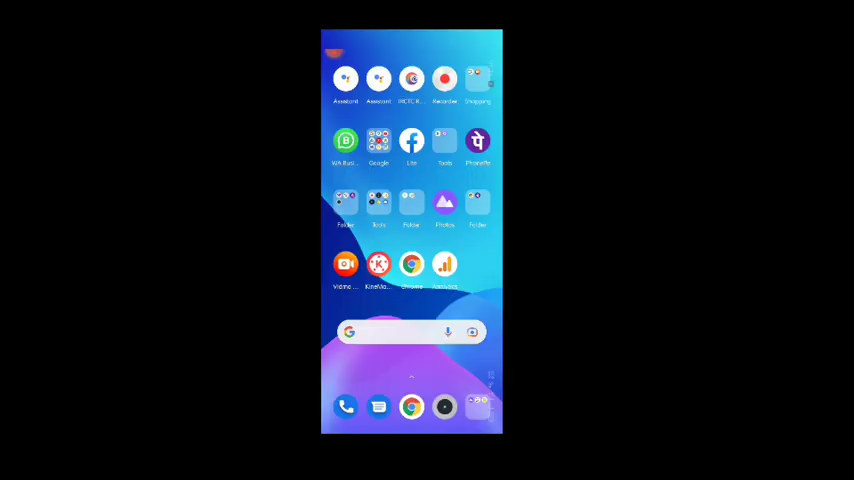 Assistant Assistant IRCTC R... Recorder Shopping
WA Busi... Google Lite Tools PhonePe
Folder Tools Folder Photos Folder
Vidma ... KineMa... Chrome Analytics